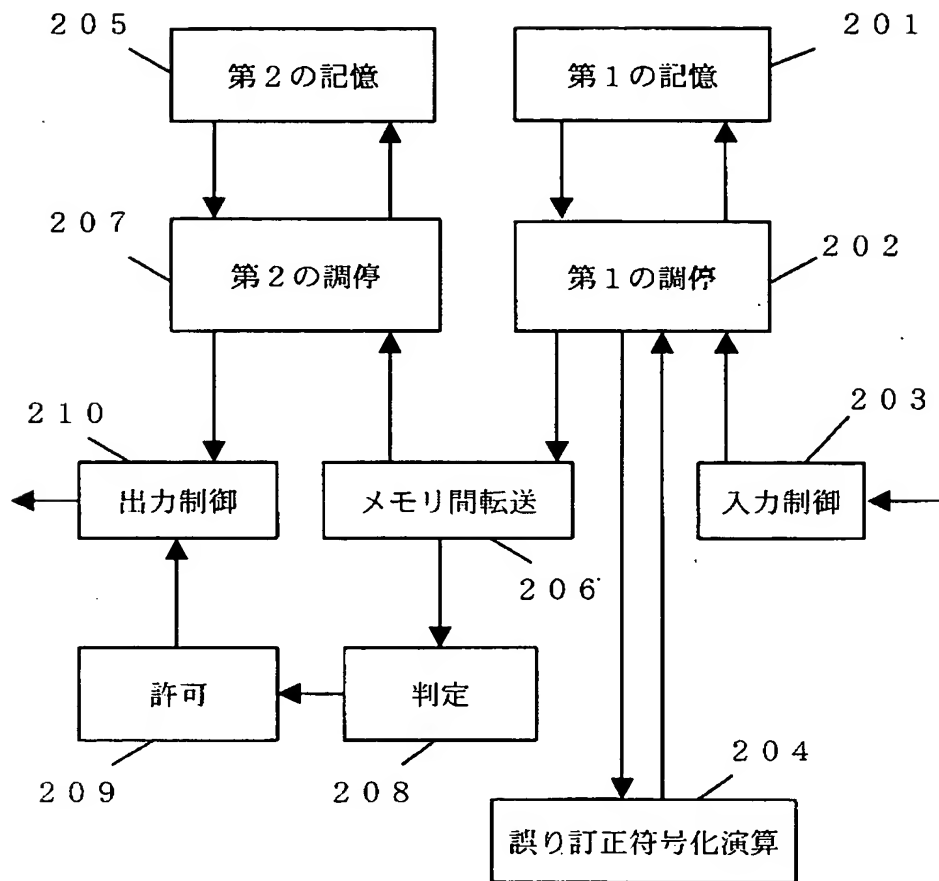 ２０５
２０１
第２の記憶
第１の記憶
２０７
２０２
第２の調停
第１の調停
２１０
２０３
出力制御
メモリ間転送
入力制御
２０６
許可
判定
２０９
２０８
２０４
誤り訂正符号化演算